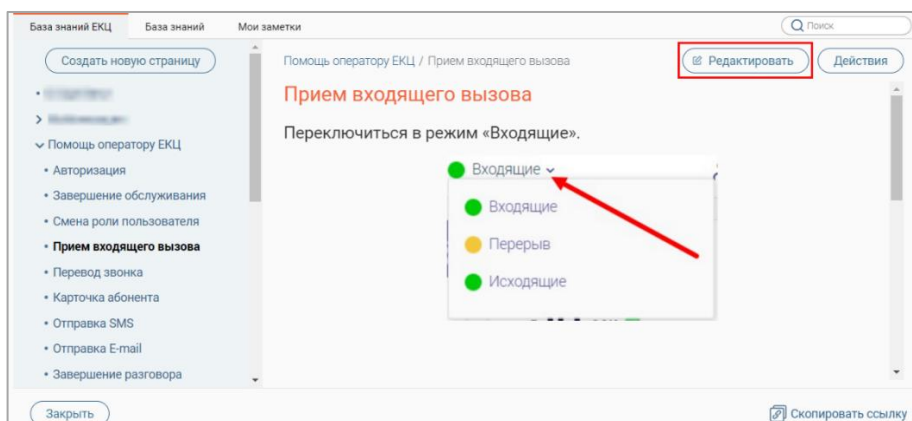 База знаний ЕКЦ База знаний Мои заметки Поиск
Создать новую страницу
Помощь оператору ЕКЦ / Прием входящего вызова Редактировать Действия
Прием входящего вызова
Переключиться в режим «Входящие».
Помощь оператору ЕКЦ
Авторизация
Завершение обслуживания
Смена роли пользователя
Прием входящего вызова
Перевод звонка
Карточка абонента
Отправка SMS
Отправка E-mail
Завершение разговора
Входящие
Входящие
Перерыв
Исходящие
Закрыть Скопировать ссылку